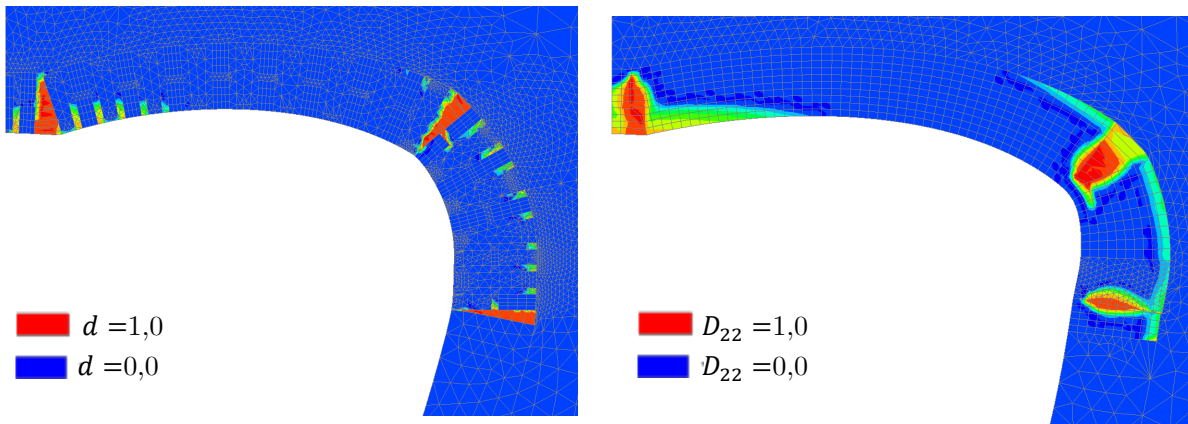 d =1,0
d =0,0
D₂₂ =1,0
D₂₂ =0,0